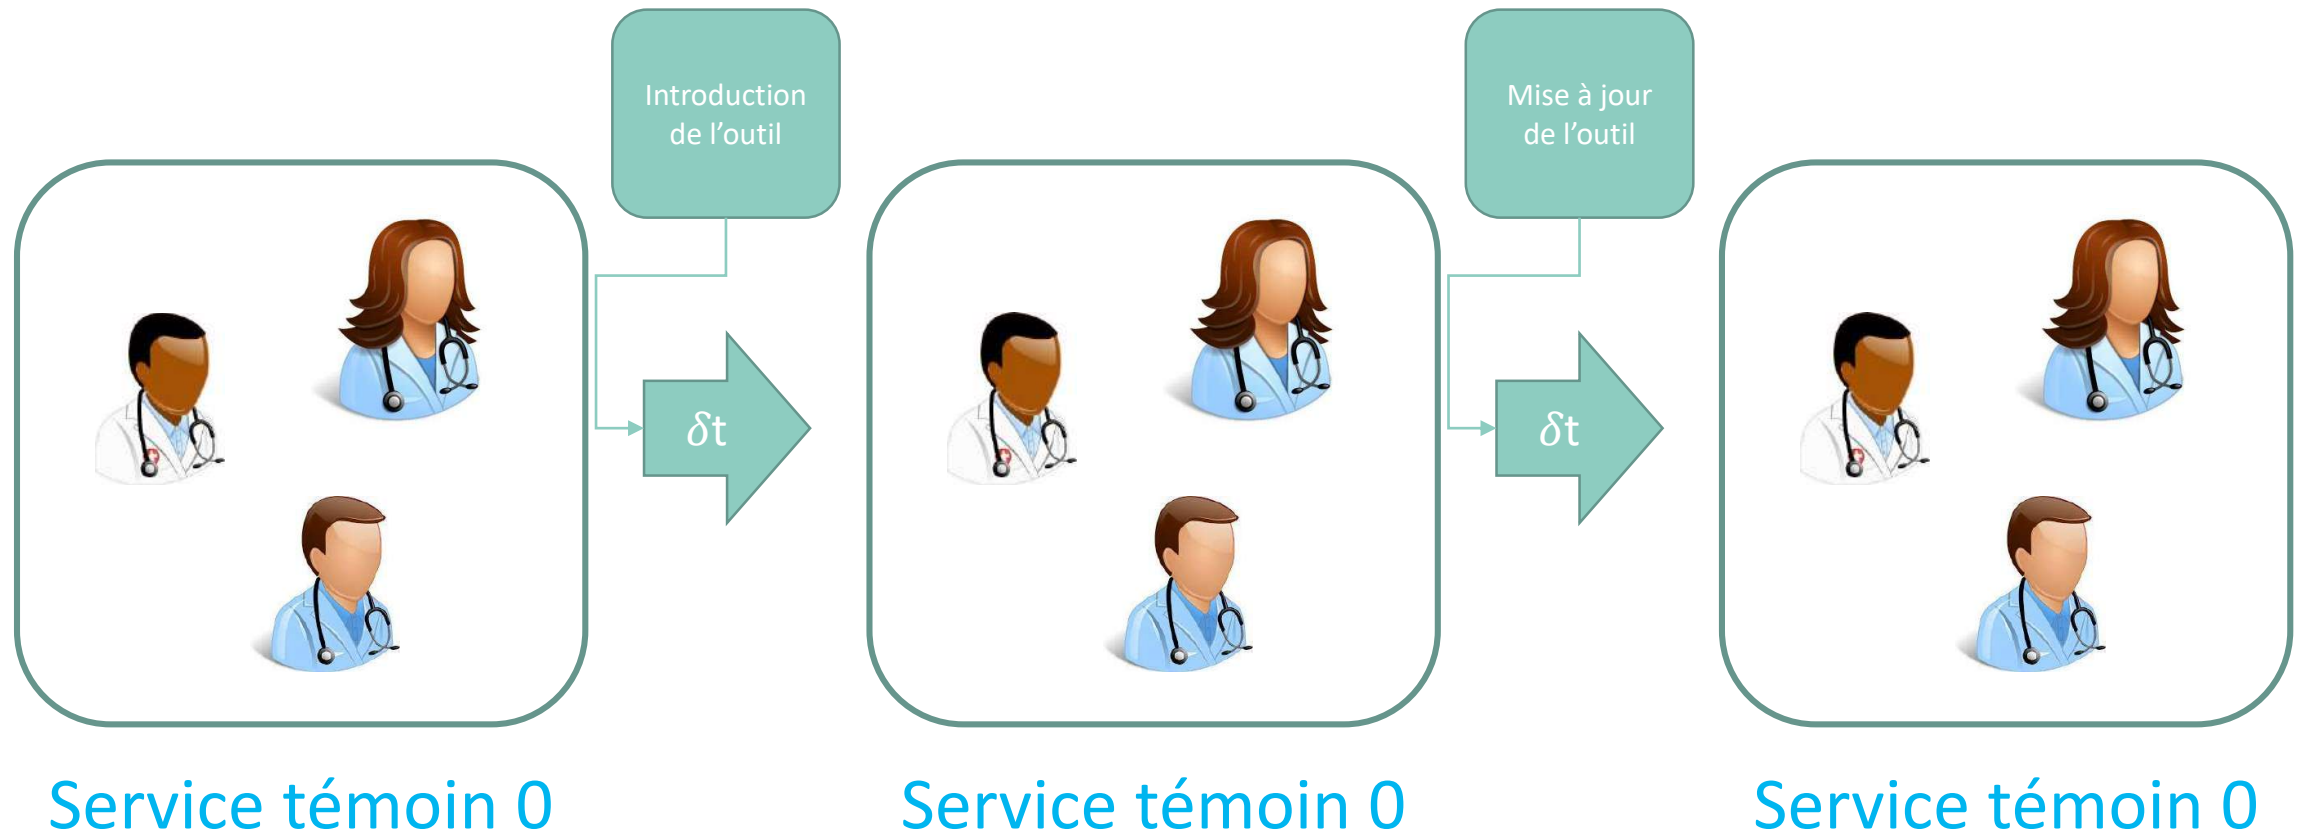 Introduction
de l’outil
Mise à jour
de l’outil
δt
δt
Service témoin 0
Service témoin 0
Service témoin 0